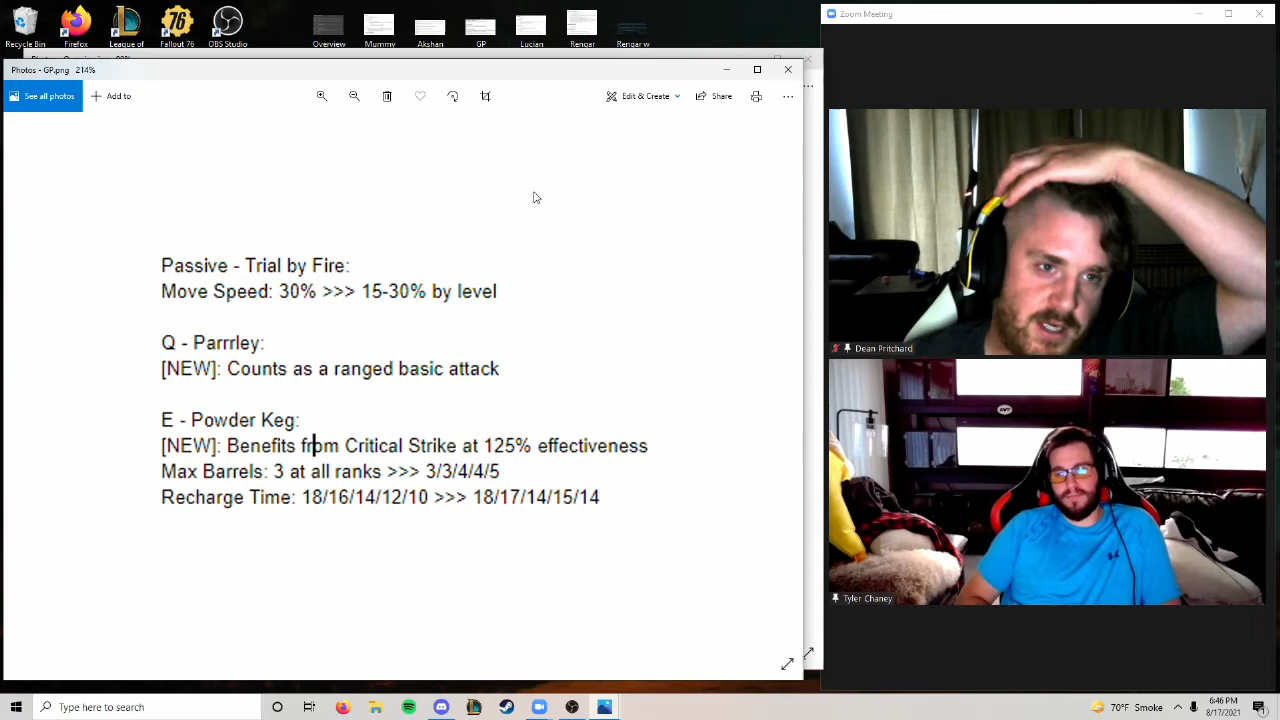 Recycle Bin
Firefox
League of
Fallout 76
OBS Studio
Overview
Mummy
Akshan
GP
Lucian
Rengar
Rengar w
Zoom Meeting
Photos - GP.png 214%
See all photos
Add to
Edit & Create
Share
Passive - Trial by Fire:
Move Speed: 30% >>> 15-30% by level
Q - Parrrley:
[NEW]: Counts as a ranged basic attack
E - Powder Keg:
[NEW]: Benefits from Critical Strike at 125% effectiveness
Max Barrels: 3 at all ranks >>> 3/3/4/4/5
Recharge Time: 18/16/14/12/10 >>> 18/17/14/15/14
Dean Pritchard
Tyler Chaney
Type here to search
70°F Smoke
6:46 PM
8/17/2021